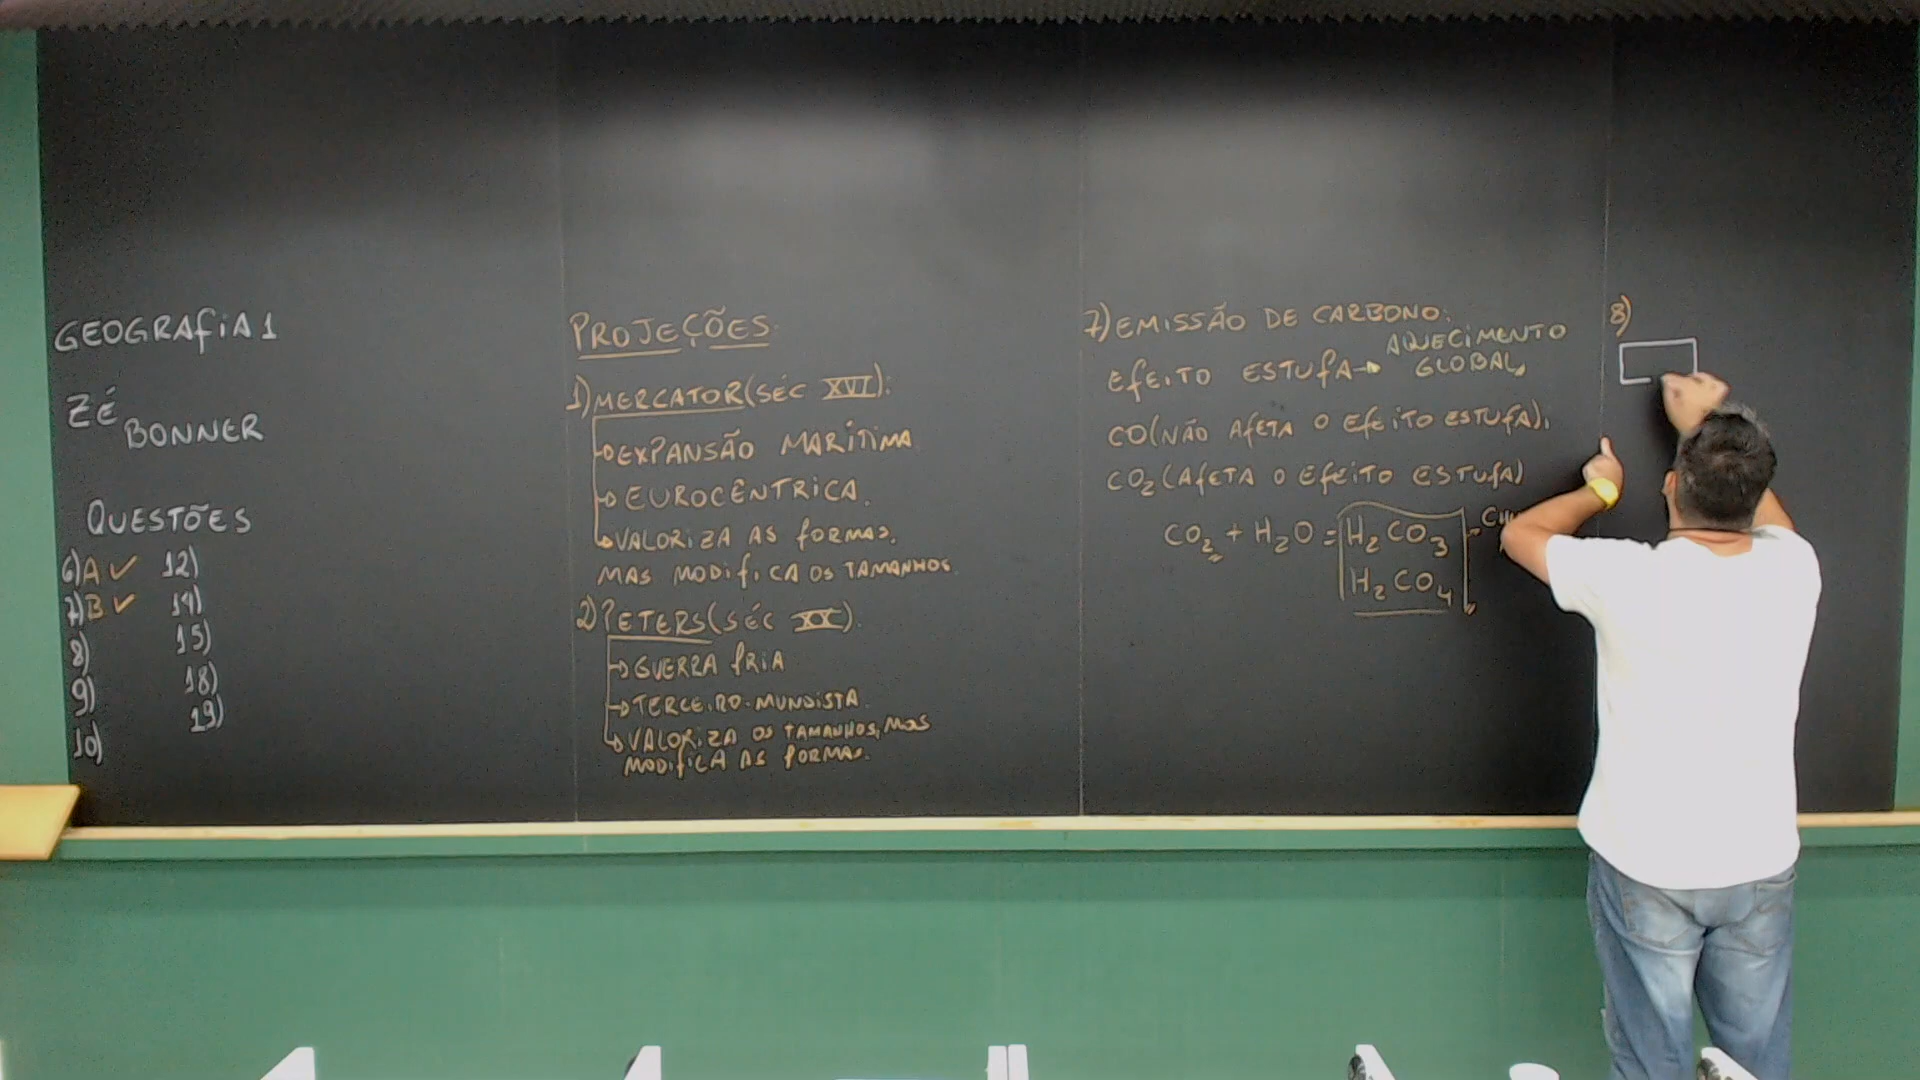 GEOGRAFIA 1
ZÉ
BONNER
QUESTÕES
6) A ✓ 12)
7) B ✓ 14)
8) 15)
9) 18)
10) 19)
PROJEÇÕES:
1) MERCATOR (SÉC XVI):
→ EXPANSÃO MARÍTIMA
→ EUROCÊNTRICA.
→ VALORIZA AS FORMAS,
MAS MODIFICA OS TAMANHOS.
2) PETERS (SÉC XX).
→ GUERRA FRIA
→ TERCEIRO-MUNDISTA.
→ VALORIZA OS TAMANHOS, MAS
MODIFICA AS FORMAS.
7) EMISSÃO DE CARBONO:
EFEITO ESTUFA → AQUECIMENTO
GLOBAL,
CO (NÃO AFETA O EFEITO ESTUFA),
CO₂ (AFETA O EFEITO ESTUFA)
CO₂ + H₂O = H₂CO₃
H₂CO₄
8)